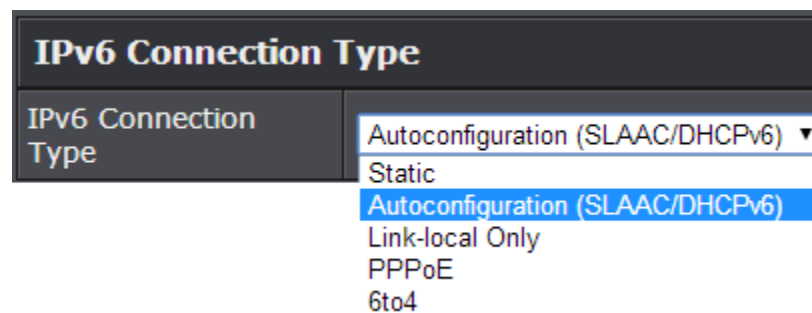 IPv6 Connection Type
IPv6 Connection
Type
Autoconfiguration (SLAAC/DHCPv6)
Static
Autoconfiguration (SLAAC/DHCPv6)
Link-local Only
PPPoE
6to4